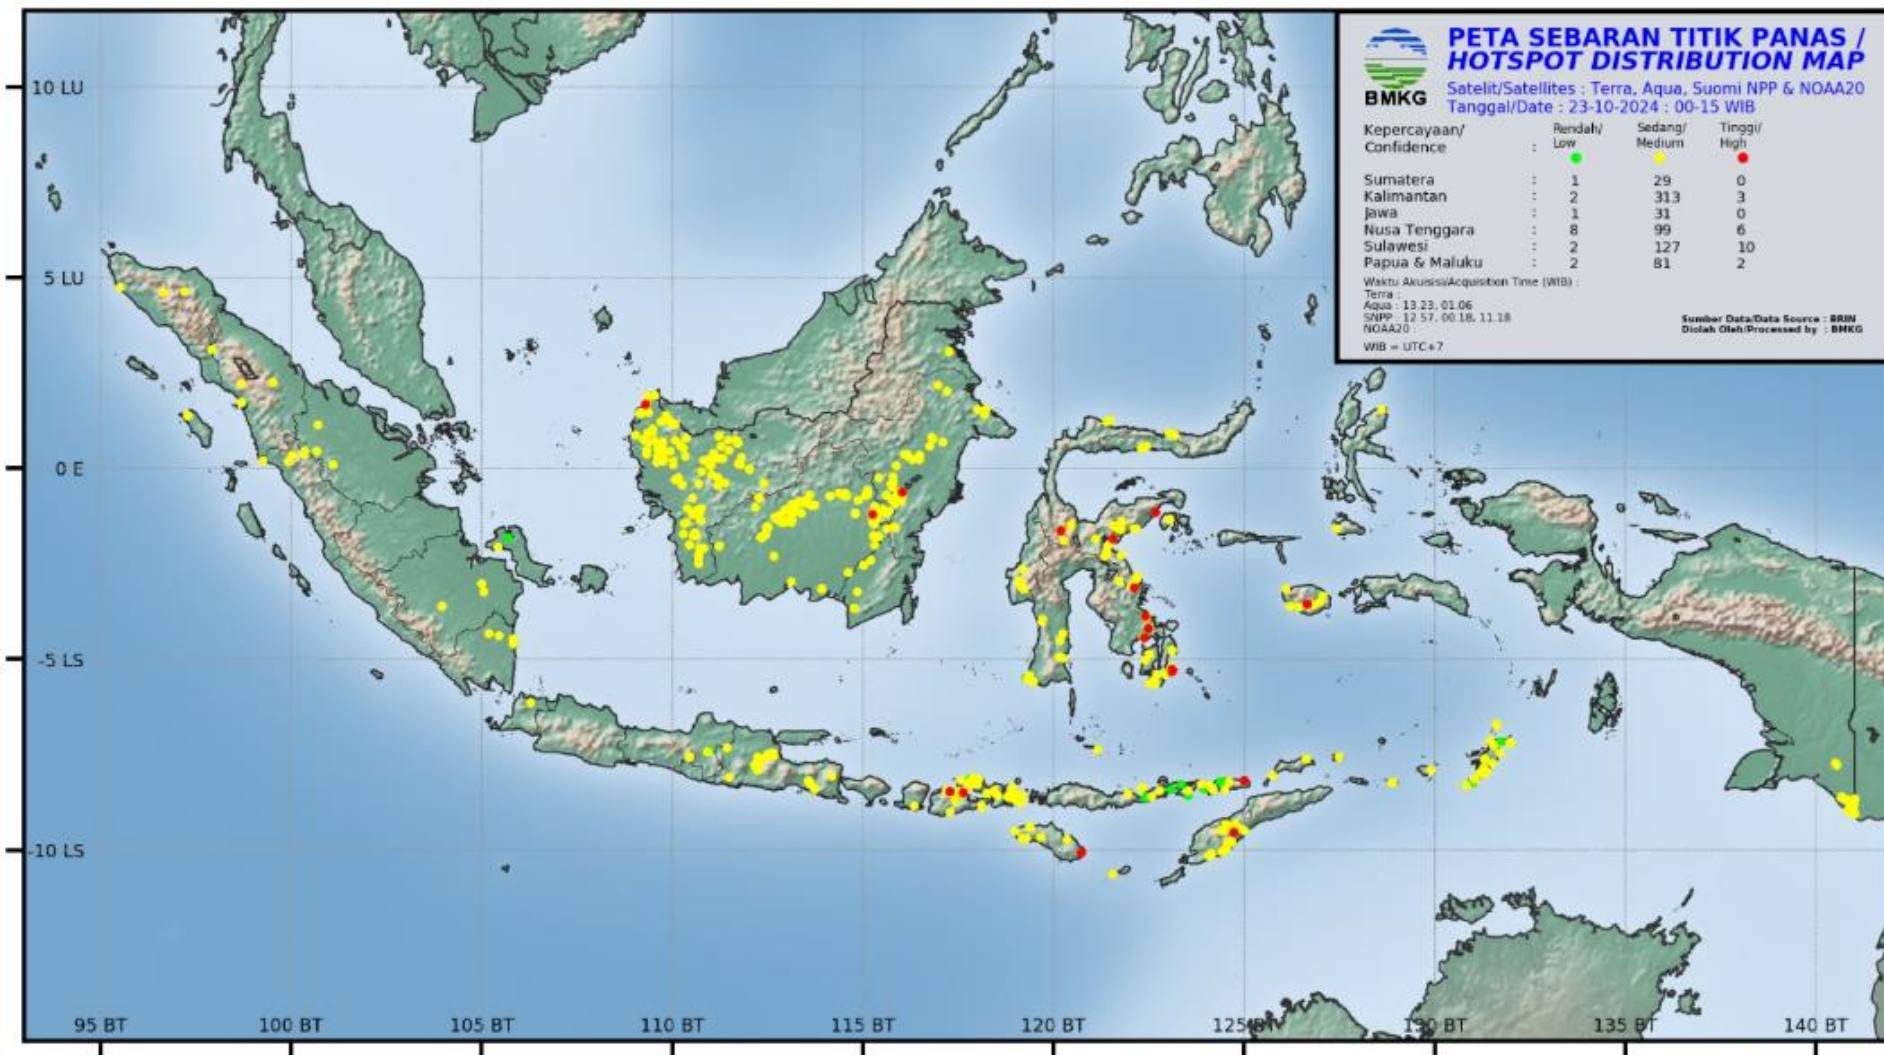 PETA SEBARAN TITIK PANAS /
HOTSPOT DISTRIBUTION MAP
Satelit/Satellites : Terra, Aqua, Suomi NPP & NOAA20
Tanggal/Date : 23-10-2024 : 00-15 WIB
BMKG
Kepercayaan/ Rendah/ Sedang/ Tinggi/
Confidence : Low Medium High
Sumatera : 1 29 0
Kalimantan : 2 313 3
Jawa : 1 31 0
Nusa Tenggara : 8 99 6
Sulawesi : 2 127 10
Papua & Maluku : 2 81 2
Waktu Akuisisi/Acquisition Time (WIB) :
Terra :
Aqua : 13.23, 01.06
SNPP : 12.57, 00.18, 11.18
NOAA20 :
WIB = UTC+7
Sumber Data/Data Source : BRIN
Diolah Oleh/Processed by : BMKG
10 LU
5 LU
0 E
-5 LS
-10 LS
95 BT 100 BT 105 BT 110 BT 115 BT 120 BT 125 BT 130 BT 135 BT 140 BT